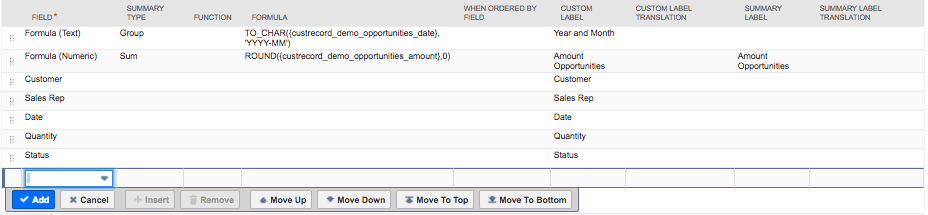 FIELD * SUMMARY TYPE FUNCTION FORMULA WHEN ORDERED BY FIELD CUSTOM LABEL CUSTOM LABEL TRANSLATION SUMMARY LABEL SUMMARY LABEL TRANSLATION
Formula (Text) Group TO_CHAR({custrecord_demo_opportunities_date}, 'YYYY-MM') Year and Month
Formula (Numeric) Sum ROUND({custrecord_demo_opportunities_amount},0) Amount Opportunities Amount Opportunities
Customer Customer
Sales Rep Sales Rep
Date Date
Quantity Quantity
Status Status
Add Cancel Insert Remove Move Up Move Down Move To Top Move To Bottom